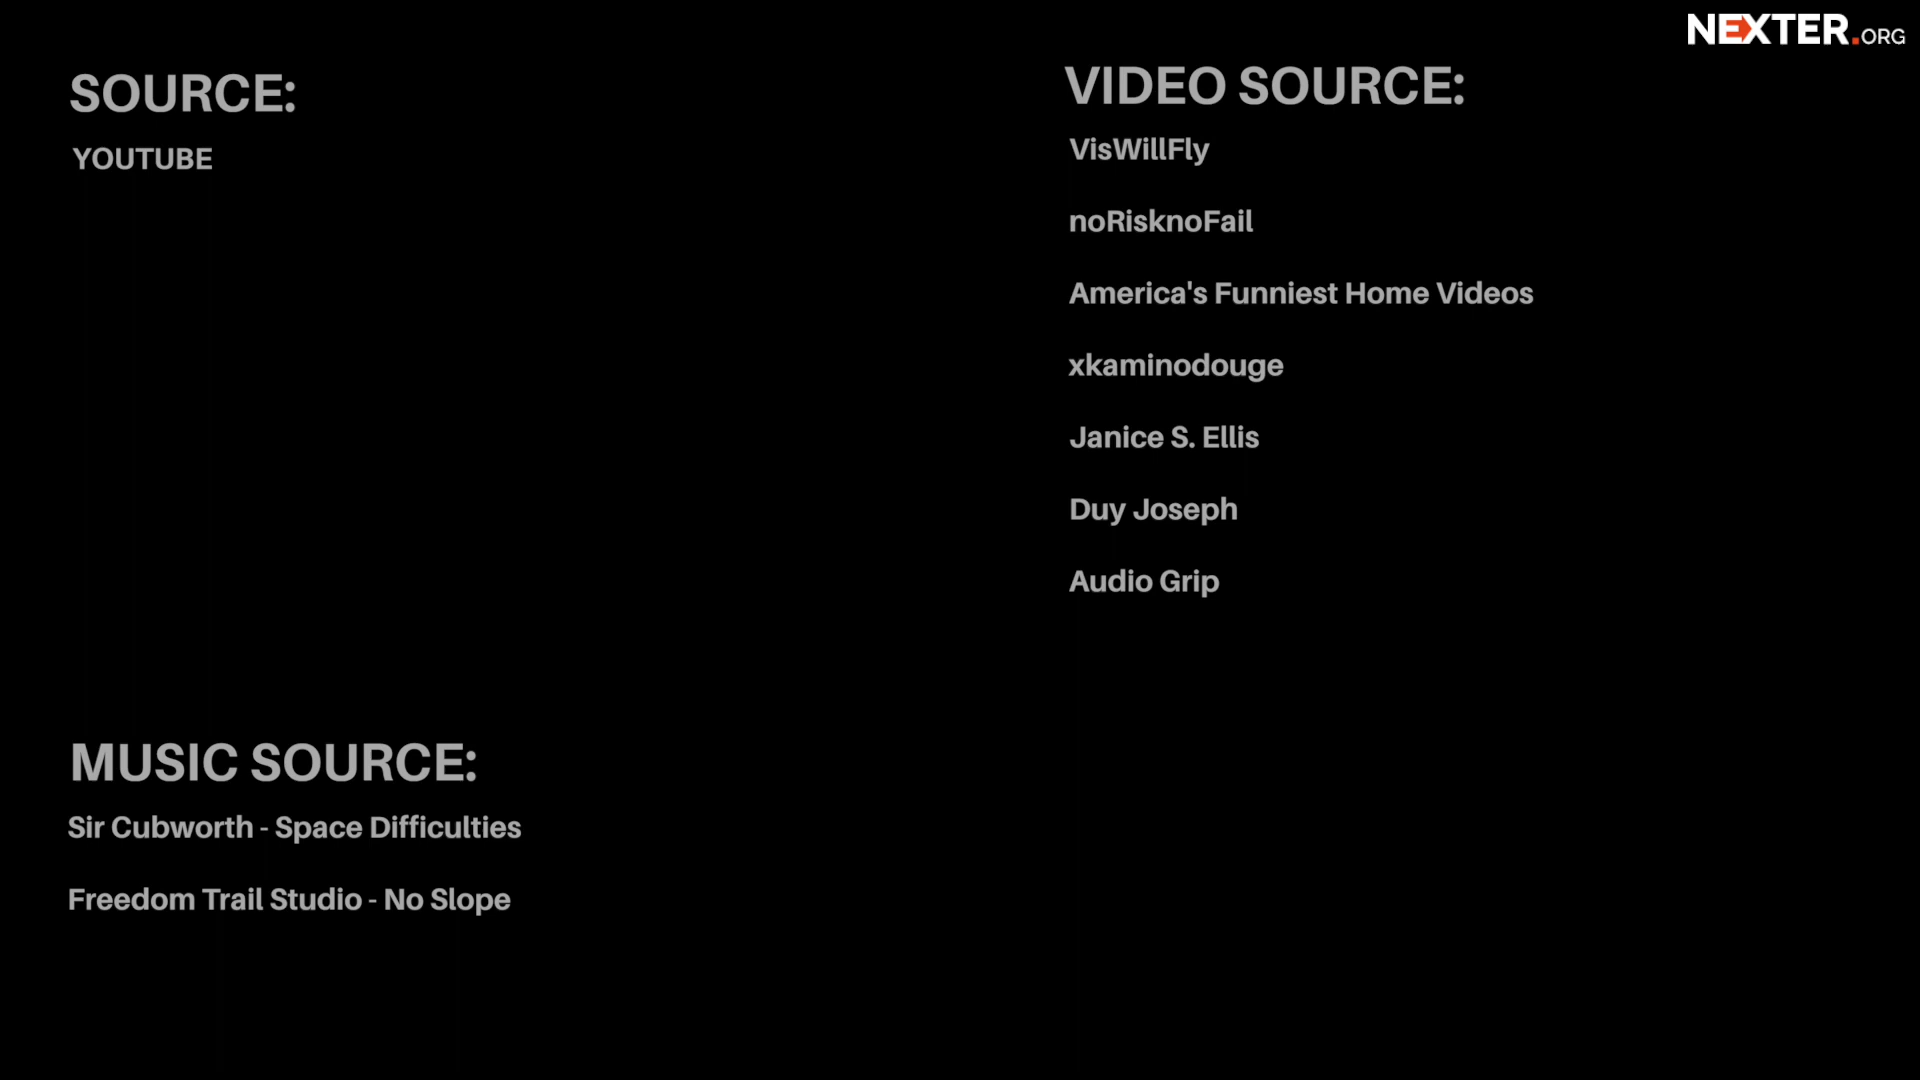 NEXTER.ORG
SOURCE:
YOUTUBE
VIDEO SOURCE:
VisWillFly
noRisknoFail
America's Funniest Home Videos
xkaminodouge
Janice S. Ellis
Duy Joseph
Audio Grip
MUSIC SOURCE:
Sir Cubworth - Space Difficulties
Freedom Trail Studio - No Slope